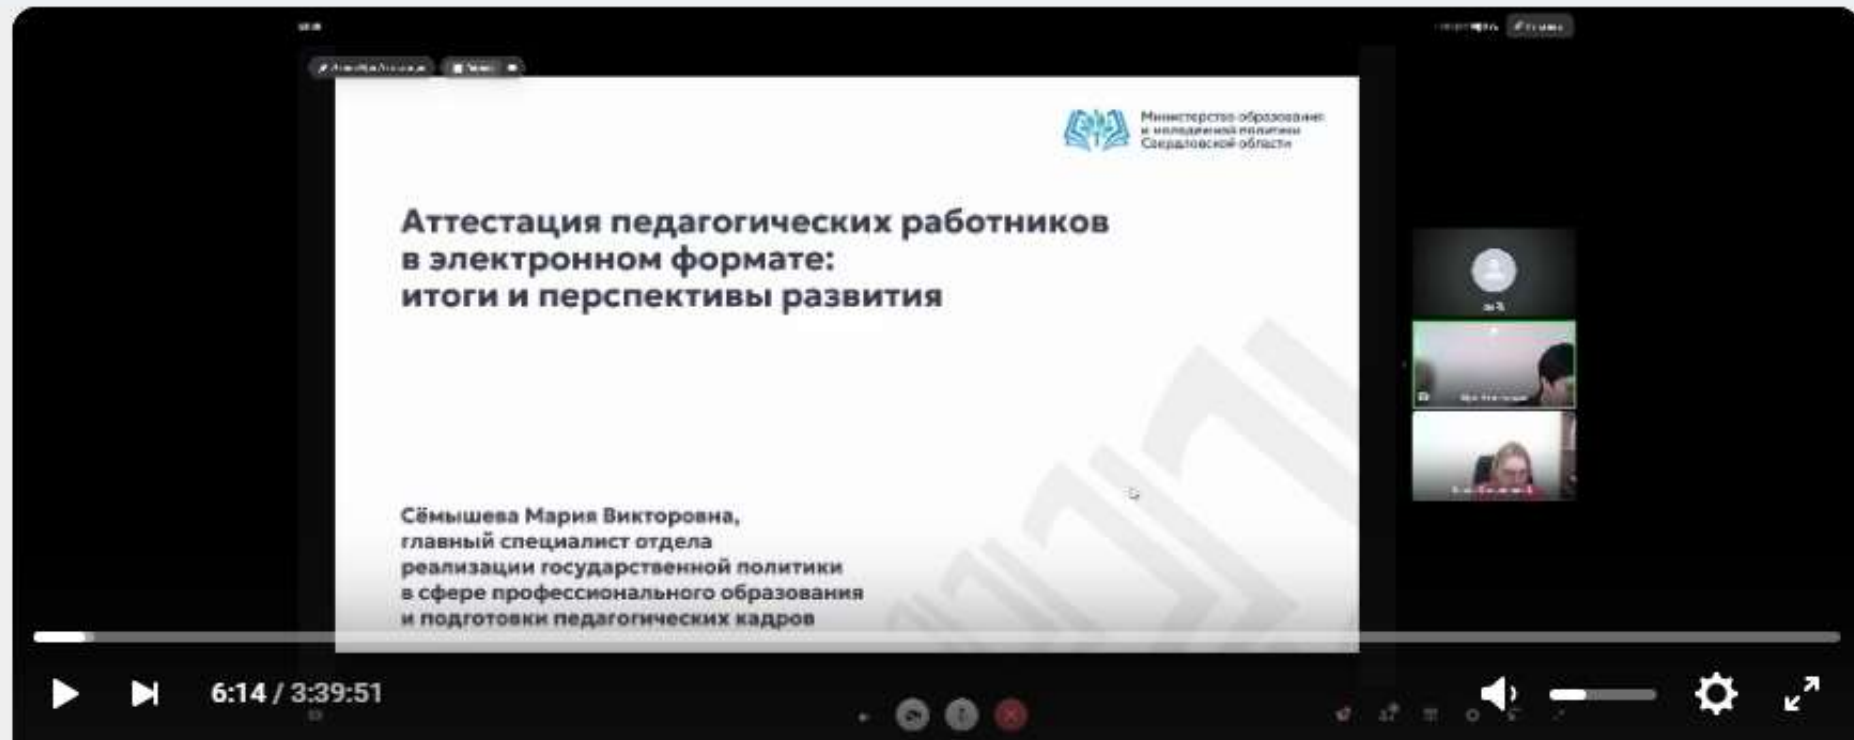 Министерство образования
и молодежной политики
Свердловской области
Аттестация педагогических работников
в электронном формате:
итоги и перспективы развития
Сёмышева Мария Викторовна,
главный специалист отдела
реализации государственной политики
в сфере профессионального образования
и подготовки педагогических кадров
6:14 / 3:39:51